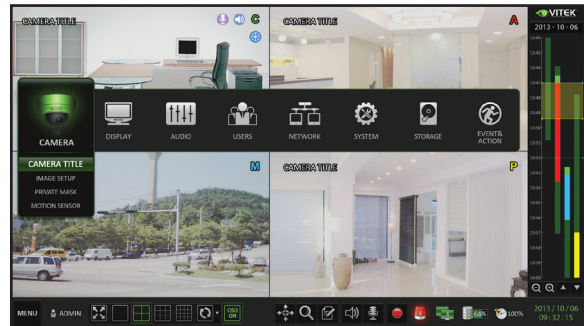 CAMERA TITLE
C
CAMERA TITLE
A
VITEK
2013 - 10 - 06
CAMERA
DISPLAY
AUDIO
USERS
NETWORK
SYSTEM
STORAGE
EVENT&
ACTION
CAMERA TITLE
IMAGE SETUP
PRIVATE MASK
MOTION SENSOR
M
CAMERA TITLE
P
MENU
ADMIN
OSD
ON
64%
100%
2013 / 10 / 06
09 : 32 : 15